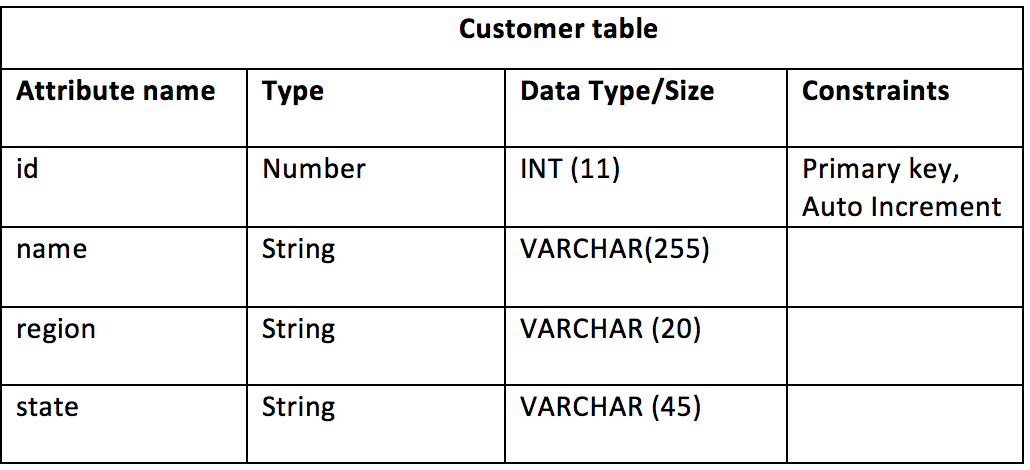 Customer table
Attribute name Type Data Type/Size Constraints
id Number INT (11) Primary key,
Auto Increment
name String VARCHAR(255)
region String VARCHAR (20)
state String VARCHAR (45)